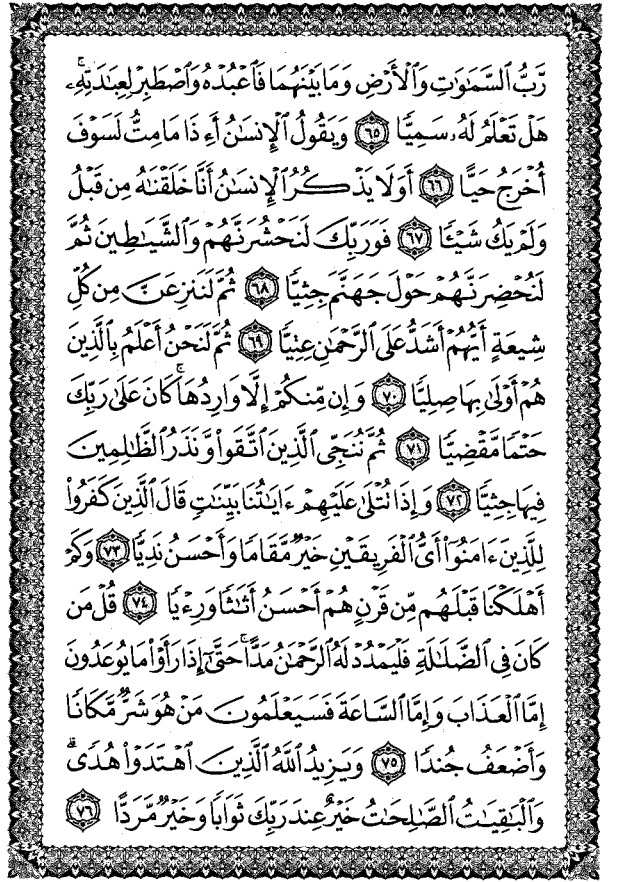 رَّبُّ ٱلسَّمَٰوَٰتِ وَٱلۡأَرۡضِ وَمَا بَيۡنَهُمَا فَٱعۡبُدۡهُ وَٱصۡطَبِرۡ لِعِبَٰدَتِهِۦۚ
هَلۡ تَعۡلَمُ لَهُۥ سَمِيّٗا ٦٥ وَيَقُولُ ٱلۡإِنسَٰنُ أَءِذَا مَا مِتُّ لَسَوۡفَ
أُخۡرَجُ حَيًّا ٦٦ أَوَلَا يَذۡكُرُ ٱلۡإِنسَٰنُ أَنَّا خَلَقۡنَٰهُ مِن قَبۡلُ
وَلَمۡ يَكُ شَيۡـٔٗا ٦٧ فَوَرَبِّكَ لَنَحۡشُرَنَّهُمۡ وَٱلشَّيَٰطِينَ ثُمَّ
لَنُحۡضِرَنَّهُمۡ حَوۡلَ جَهَنَّمَ جِثِيّٗا ٦٨ ثُمَّ لَنَنزِعَنَّ مِن كُلِّ
شِيعَةٍ أَيُّهُمۡ أَشَدُّ عَلَى ٱلرَّحۡمَٰنِ عِتِيّٗا ٦٩ ثُمَّ لَنَحۡنُ أَعۡلَمُ بِٱلَّذِينَ
هُمۡ أَوۡلَىٰ بِهَا صِلِيّٗا ٧٠ وَإِن مِّنكُمۡ إِلَّا وَارِدُهَاۚ كَانَ عَلَىٰ رَبِّكَ
حَتۡمٗا مَّقۡضِيّٗا ٧١ ثُمَّ نُنَجِّي ٱلَّذِينَ ٱتَّقَواْ وَّنَذَرُ ٱلظَّٰلِمِينَ
فِيهَا جِثِيّٗا ٧٢ وَإِذَا تُتۡلَىٰ عَلَيۡهِمۡ ءَايَٰتُنَا بَيِّنَٰتٖ قَالَ ٱلَّذِينَ كَفَرُواْ
لِلَّذِينَ ءَامَنُوٓاْ أَيُّ ٱلۡفَرِيقَيۡنِ خَيۡرٞ مَّقَامٗا وَأَحۡسَنُ نَدِيّٗا ٧٣ وَكَمۡ
أَهۡلَكۡنَا قَبۡلَهُم مِّن قَرۡنٍ هُمۡ أَحۡسَنُ أَثَٰثٗا وَرِءۡيٗا ٧٤ قُلۡ مَن
كَانَ فِي ٱلضَّلَٰلَةِ فَلۡيَمۡدُدۡ لَهُ ٱلرَّحۡمَٰنُ مَدًّاۚ حَتَّىٰٓ إِذَا رَأَوۡاْ مَا يُوعَدُونَ
إِمَّا ٱلۡعَذَابَ وَإِمَّا ٱلسَّاعَةَ فَسَيَعۡلَمُونَ مَنۡ هُوَ شَرّٞ مَّكَانٗا
وَأَضۡعَفُ جُندٗا ٧٥ وَيَزِيدُ ٱللَّهُ ٱلَّذِينَ ٱهۡتَدَوۡاْ هُدٗىۗ
وَٱلۡبَٰقِيَٰتُ ٱلصَّٰلِحَٰتُ خَيۡرٌ عِندَ رَبِّكَ ثَوَابٗا وَخَيۡرٞ مَّرَدًّا ٧٦